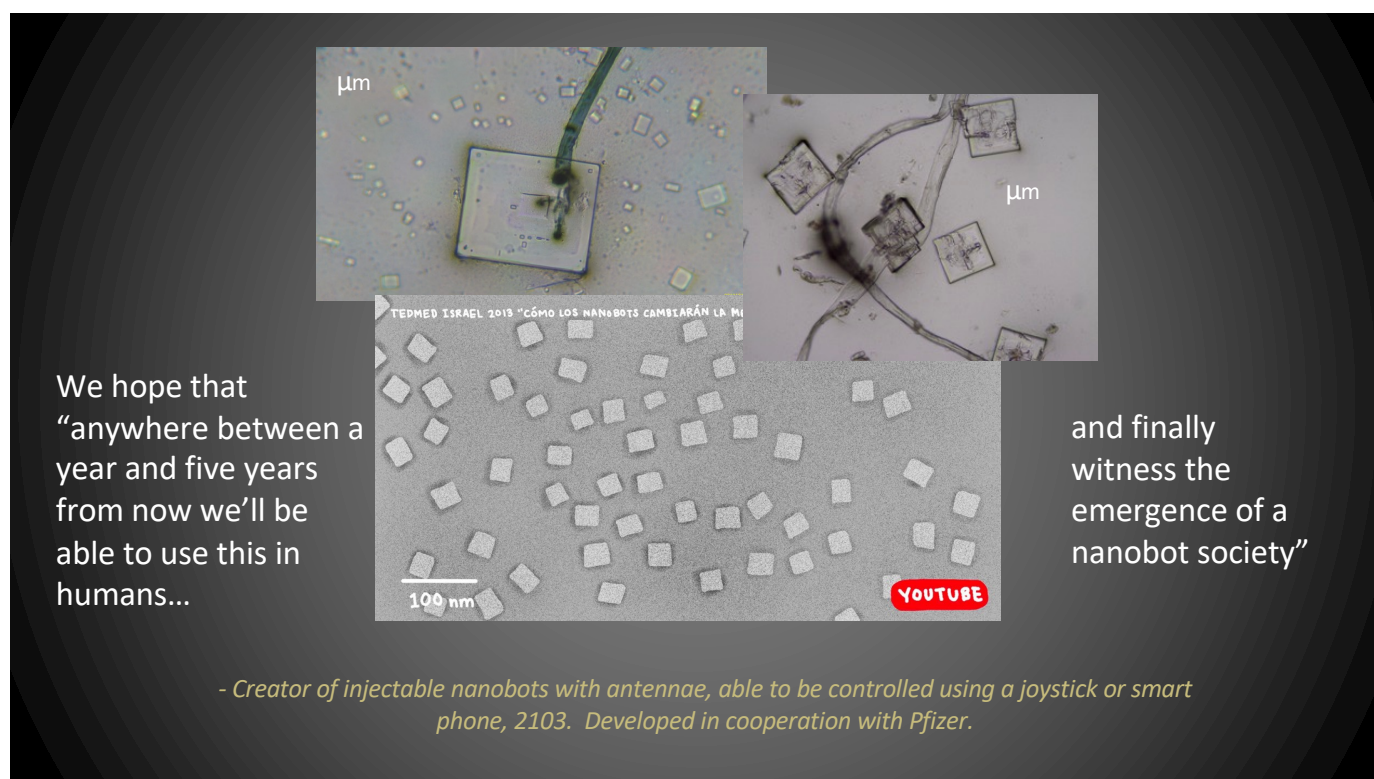 μm
μm
TEDMED ISRAEL 2013 "CÓMO LOS NANOBOTS CAMBIARÁN LA
We hope that
“anywhere between a
year and five years
from now we’ll be
able to use this in
humans…
and finally
witness the
emergence of a
nanobot society”
100 nm
YOUTUBE
- Creator of injectable nanobots with antennae, able to be controlled using a joystick or smart
phone, 2103.  Developed in cooperation with Pfizer.